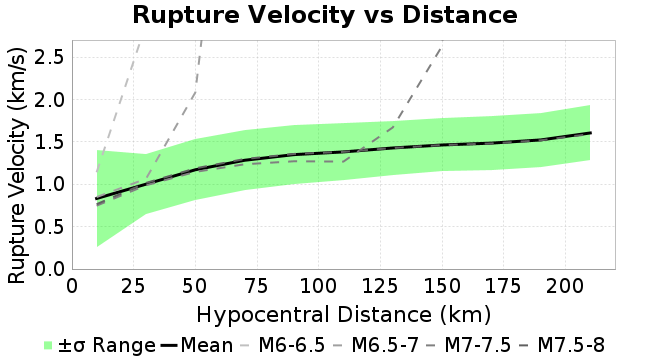 Rupture Velocity vs Distance
Rupture Velocity (km/s)
2.5
2.0
1.5
1.0
0.5
0.0
0 25 50 75 100 125 150 175 200
Hypocentral Distance (km)
±σ Range Mean M6-6.5 M6.5-7 M7-7.5 M7.5-8